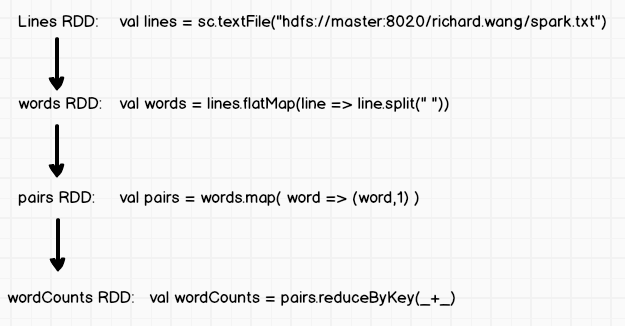 Lines RDD: val lines = sc.textFile("hdfs://master:8020/richard.wang/spark.txt")
words RDD: val words = lines.flatMap(line => line.split(" "))
pairs RDD: val pairs = words.map( word => (word,1) )
wordCounts RDD: val wordCounts = pairs.reduceByKey(_+_)